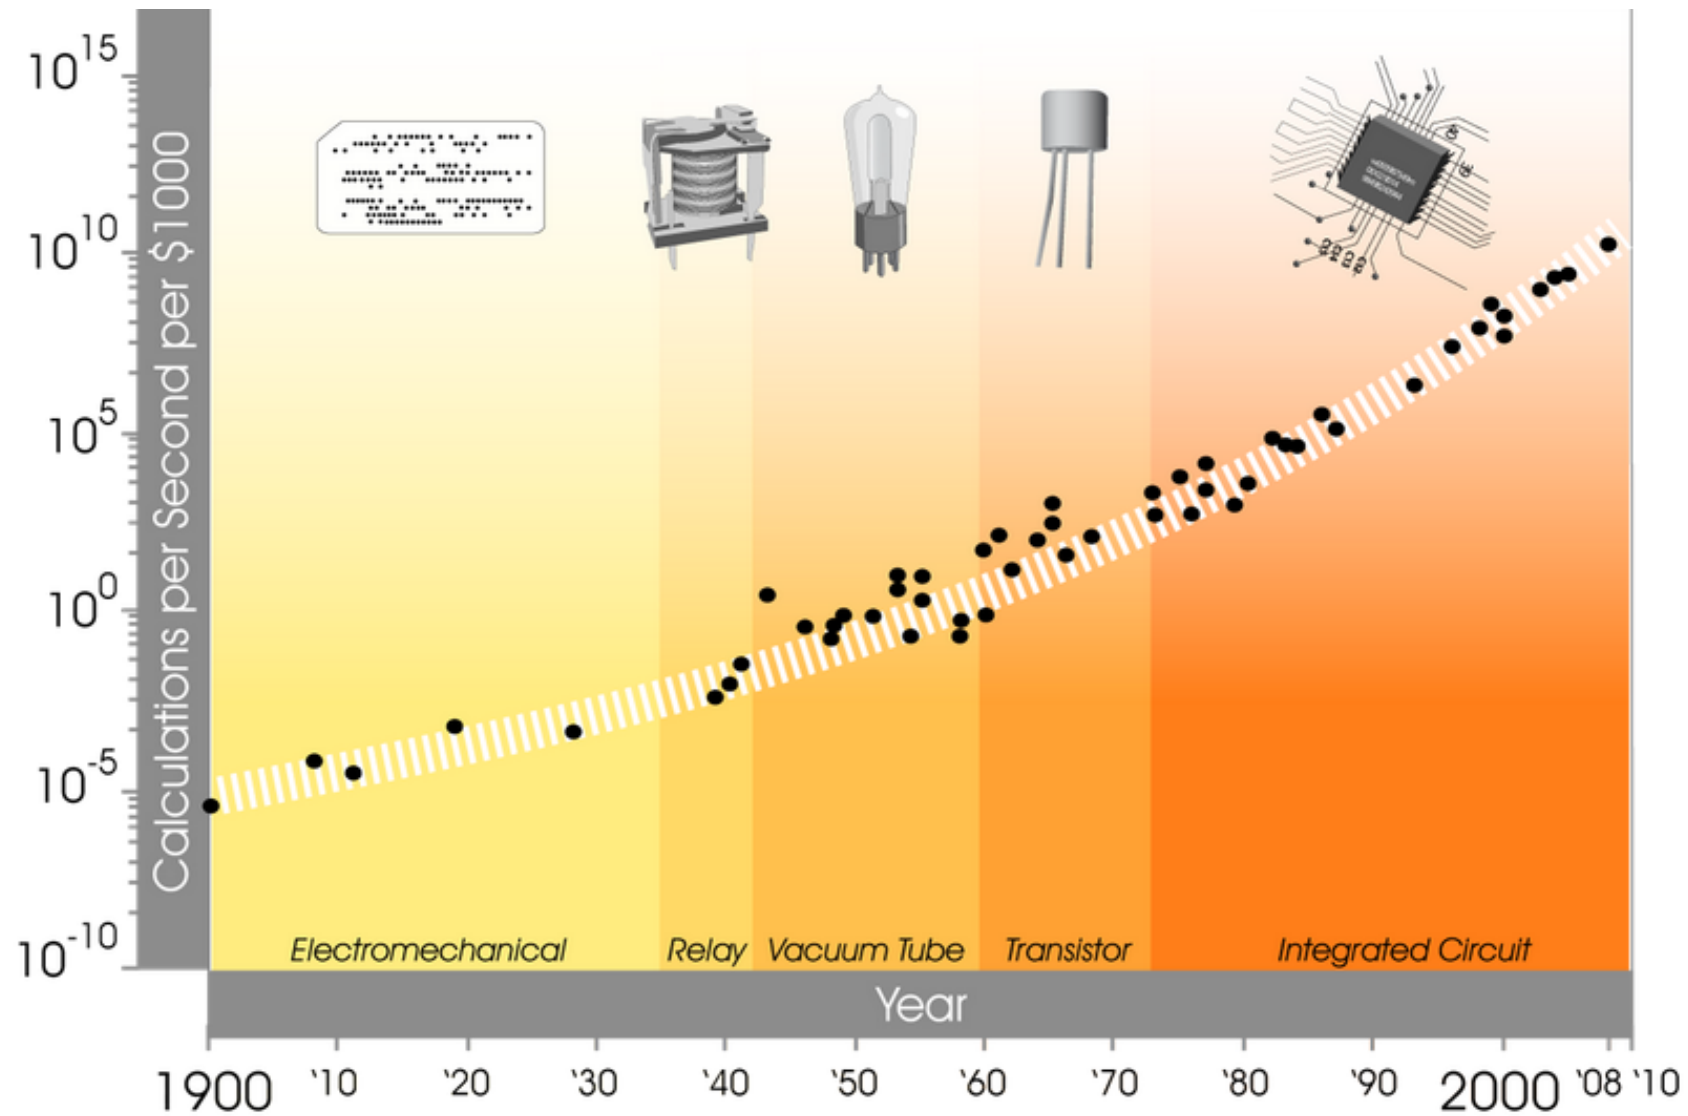 Calculations per Second per $1000
10^15
10^10
10^5
10^0
10^-5
10^-10
Electromechanical
Relay
Vacuum Tube
Transistor
Integrated Circuit
Year
1900
'10
'20
'30
'40
'50
'60
'70
'80
'90
2000
'08
'10